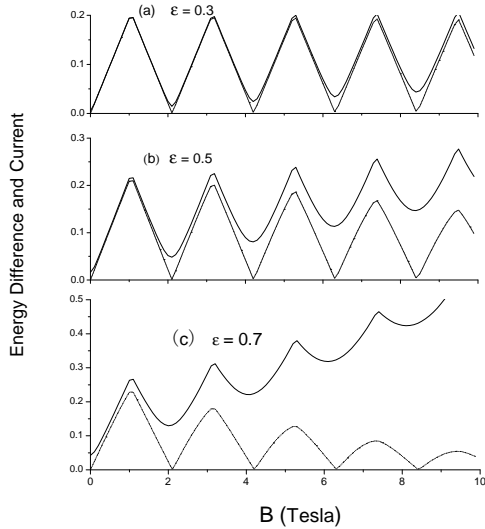 (a) ε = 0.3
0.2
0.1
0.0
(b) ε = 0.5
0.3
0.2
0.1
0.0
(c) ε = 0.7
0.5
0.4
0.3
0.2
0.1
0.0
0 2 4 6 8 10
B (Tesla)
Energy Difference and Current